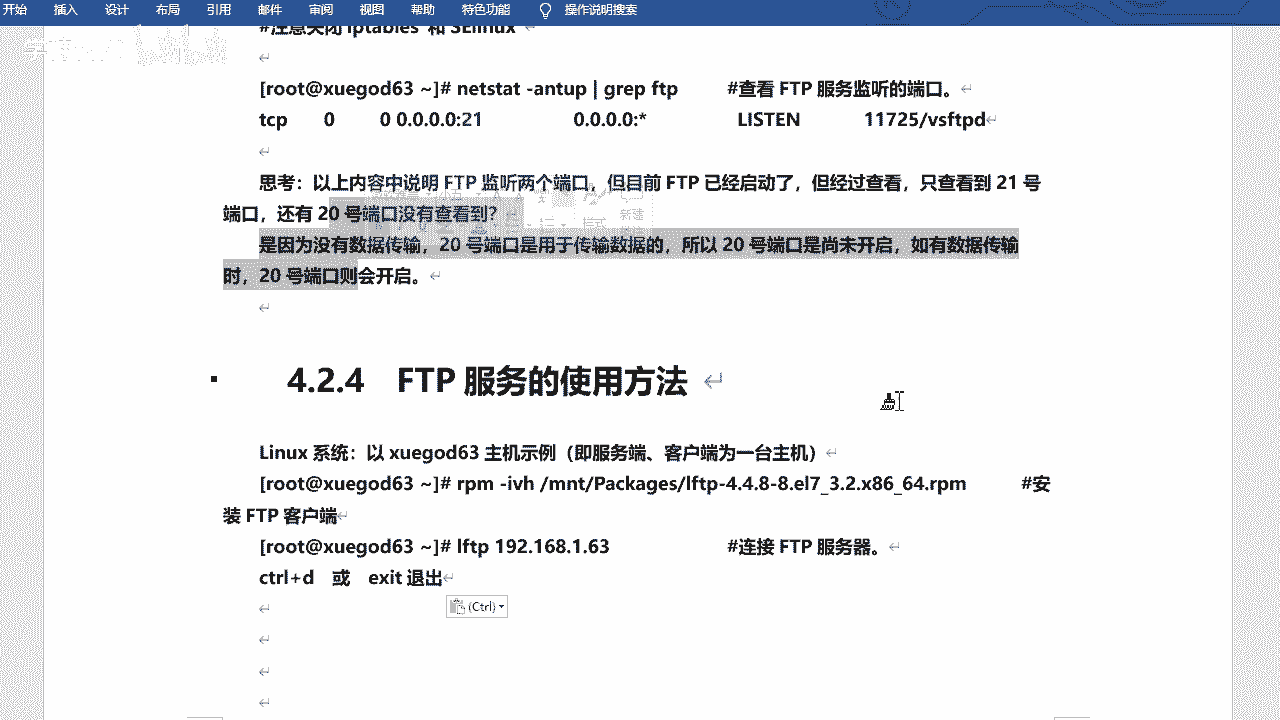 开始 插入 设计 布局 引用 邮件 审阅 视图 帮助 特色功能 操作说明搜索
#注意关闭 iptables 和 SElinux
[root@xuegod63 ~]# netstat -antup | grep ftp #查看 FTP 服务监听的端口。
tcp 0 0 0.0.0.0:21 0.0.0.0:* LISTEN 11725/vsftpd
思考：以上内容中说明 FTP 监听两个端口，但目前 FTP 已经启动了，但经过查看，只查看到 21 号
端口，还有 20 号端口没有查看到？
是因为没有数据传输，20 号端口是用于传输数据的，所以 20 号端口是尚未开启，如有数据传输
时，20 号端口则会开启。
4.2.4 FTP 服务的使用方法
Linux 系统：以 xuegod63 主机示例（即服务端、客户端为一台主机）
[root@xuegod63 ~]# rpm -ivh /mnt/Packages/lftp-4.4.8-8.el7_3.2.x86_64.rpm #安
装 FTP 客户端
[root@xuegod63 ~]# lftp 192.168.1.63 #连接 FTP 服务器。
ctrl+d 或 exit 退出
(Ctrl)